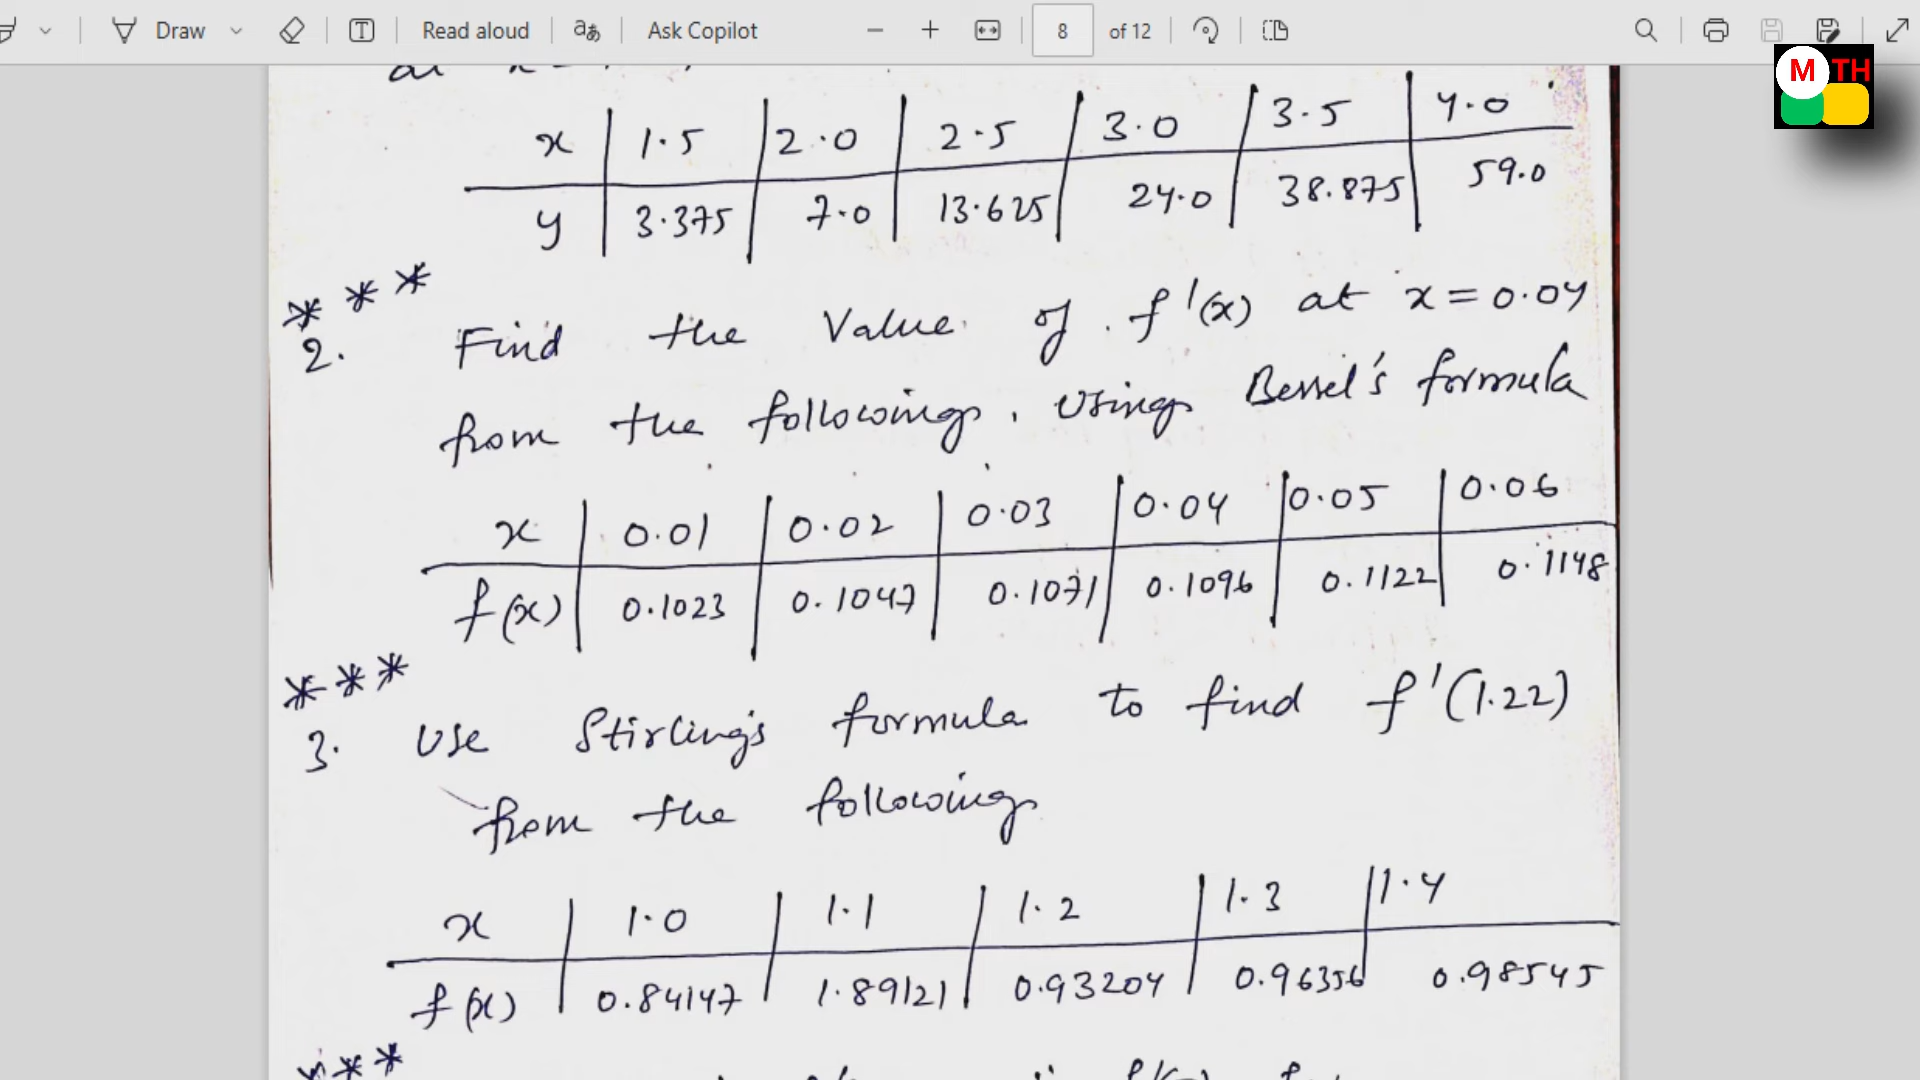 Draw
Read aloud
aあ
Ask Copilot
8 of 12
M TH
at x =
x 1.5 2.0 2.5 3.0 3.5 4.0
y 3.375 7.0 13.625 24.0 38.875 59.0
***
2. Find the Value of f'(x) at x = 0.04
from the following, using Bessel's formula
x 0.01 0.02 0.03 0.04 0.05 0.06
f(x) 0.1023 0.1047 0.1071 0.1096 0.1122 0.1148
***
3. Use Stirling's formula to find f'(1.22)
from the following
x 1.0 1.1 1.2 1.3 1.4
f(x) 0.84147 1.89121 0.93204 0.96356 0.98545
***